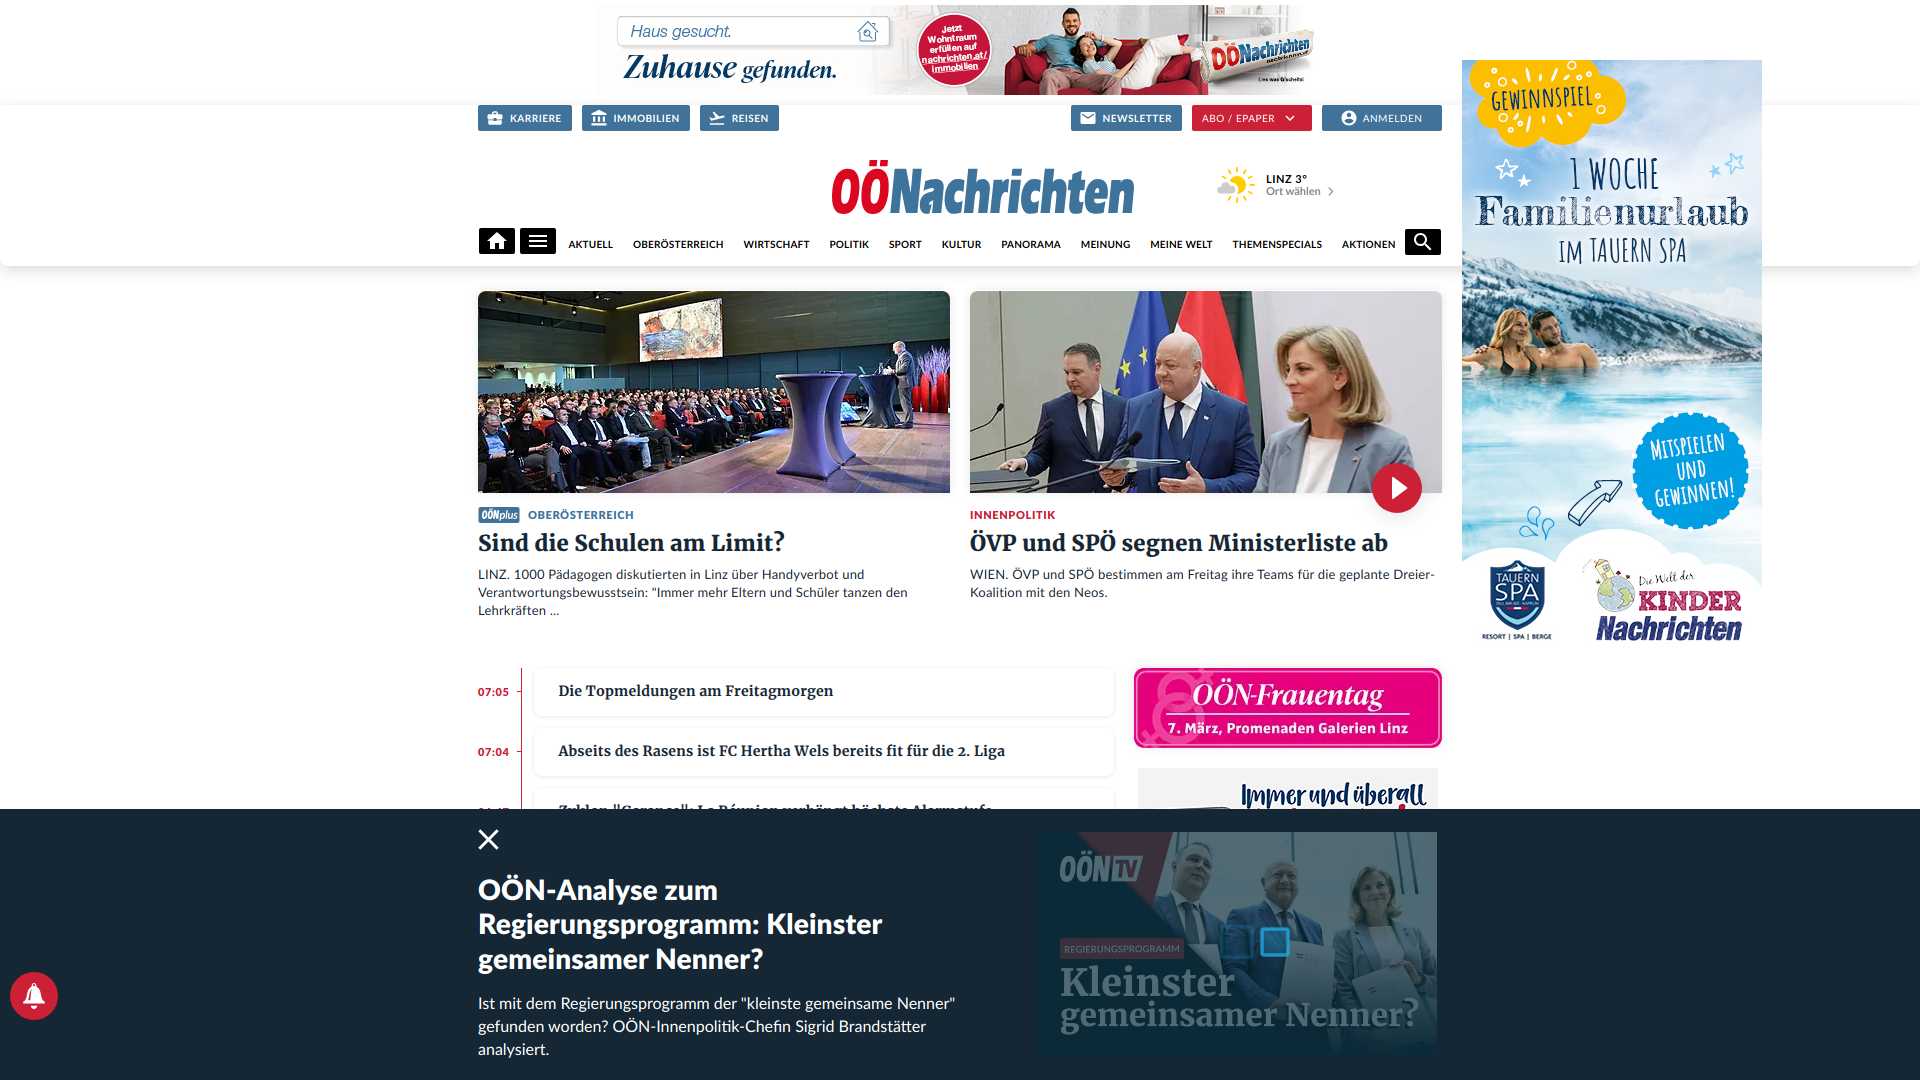 Haus gesucht.
Zuhause gefunden.
Jetzt
Wohntraum
erfüllen auf
nachrichten.at/
immobilien
OÖNachrichten
KARRIERE
IMMOBILIEN
REISEN
NEWSLETTER
ABO / EPAPER
ANMELDEN
OÖNachrichten
LINZ 3°
Ort wählen
AKTUELL
OBERÖSTERREICH
WIRTSCHAFT
POLITIK
SPORT
KULTUR
PANORAMA
MEINUNG
MEINE WELT
THEMENSPECIALS
AKTIONEN
GEWINNSPIEL
1 WOCHE
Familienurlaub
IM TAUERN SPA
MITSPIELEN
UND
GEWINNEN!
TAUERN
SPA
RESORT | SPA | BERGE
Die Welt der
KINDER
Nachrichten
OÖNplus OBERÖSTERREICH
Sind die Schulen am Limit?
LINZ. 1000 Pädagogen diskutierten in Linz über Handyverbot und
Verantwortungsbewusstsein: "Immer mehr Eltern und Schüler tanzen den
Lehrkräften ...
INNENPOLITIK
ÖVP und SPÖ segnen Ministerliste ab
WIEN. ÖVP und SPÖ bestimmen am Freitag ihre Teams für die geplante Dreier-
Koalition mit den Neos.
07:05
Die Topmeldungen am Freitagmorgen
07:04
Abseits des Rasens ist FC Hertha Wels bereits fit für die 2. Liga
OÖN-Frauentag
7. März, Promenaden Galerien Linz
Immer und überall
OÖN-Analyse zum
Regierungsprogramm: Kleinster
gemeinsamer Nenner?
Ist mit dem Regierungsprogramm der "kleinste gemeinsame Nenner"
gefunden worden? OÖN-Innenpolitik-Chefin Sigrid Brandstätter
analysiert.
OÖN TV
REGIERUNGSPROGRAMM
Kleinster
gemeinsamer Nenner?